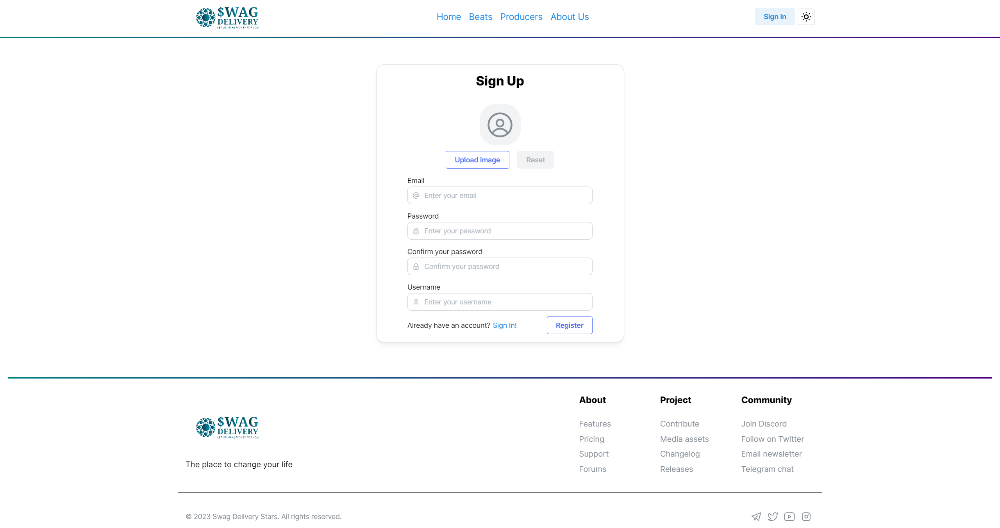 $WAG
DELIVERY
LET US MAKE MONEY FOR YOU
Home Beats Producers About Us
Sign In
Sign Up
Upload image Reset
Email
Enter your email
Password
Enter your password
Confirm your password
Confirm your password
Username
Enter your username
Already have an account? Sign In!
Register
$WAG
DELIVERY
LET US MAKE MONEY FOR YOU
The place to change your life
About
Features
Pricing
Support
Forums
Project
Contribute
Media assets
Changelog
Releases
Community
Join Discord
Follow on Twitter
Email newsletter
Telegram chat
© 2023 Swag Delivery Stars. All rights reserved.